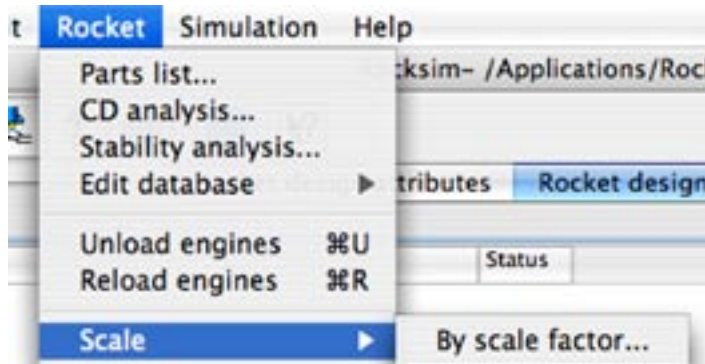 t Rocket Simulation Help
Parts list... cksim- /Applications/Roc
CD analysis...
Stability analysis...
Edit database tributes Rocket design
Unload engines ⌘U Status
Reload engines ⌘R
Scale By scale factor...